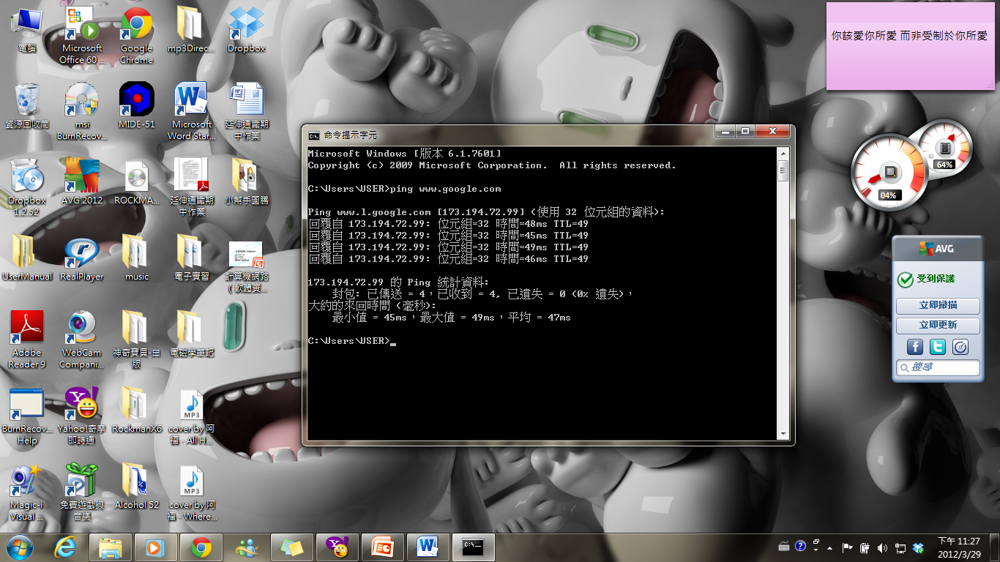 電腦
Microsoft
Office 60 ...
Google
Chrome
mp3Direc...
Dropbox
資源回收筒
msi
BurnRecov...
MIDE-51
Microsoft
Word Star...
延伸通識期
中作業
Dropbox
1.2.52
AVG 2012
ROCKMA...
延伸通識期
中作業
小幫手圖騰
UserManual
RealPlayer
music
電子實習
計算機網路
（軟體實...
Adobe
Reader 9
WebCam
Compani...
神奇寶貝-白
版
電磁學筆記
BurnRecov...
Help
Yahoo!奇摩
即時通
RockmanX6
cover by 阿
福 - All H...
Magic-i
Visual ...
免費遊戲與
音樂
Alcohol 52
cover by 阿
福 - Where...
MP3
MP3
命令提示字元
Microsoft Windows [版本 6.1.7601]
Copyright (c) 2009 Microsoft Corporation.  All rights reserved.
C:\Users\USER>ping www.google.com
Ping www.l.google.com [173.194.72.99] (使用 32 位元組的資料):
回覆自 173.194.72.99: 位元組=32 時間=48ms TTL=49
回覆自 173.194.72.99: 位元組=32 時間=45ms TTL=49
回覆自 173.194.72.99: 位元組=32 時間=49ms TTL=49
回覆自 173.194.72.99: 位元組=32 時間=46ms TTL=49
173.194.72.99 的 Ping 統計資料:
封包: 已傳送 = 4，已收到 = 4, 已遺失 = 0 (0% 遺失)，
大約的來回時間 (毫秒):
最小值 = 45ms，最大值 = 49ms，平均 = 47ms
C:\Users\USER>_
你該愛你所愛 而非受制於你所愛
64%
04%
AVG
受到保護
立即掃描
立即更新
搜尋
下午 11:27
2012/3/29